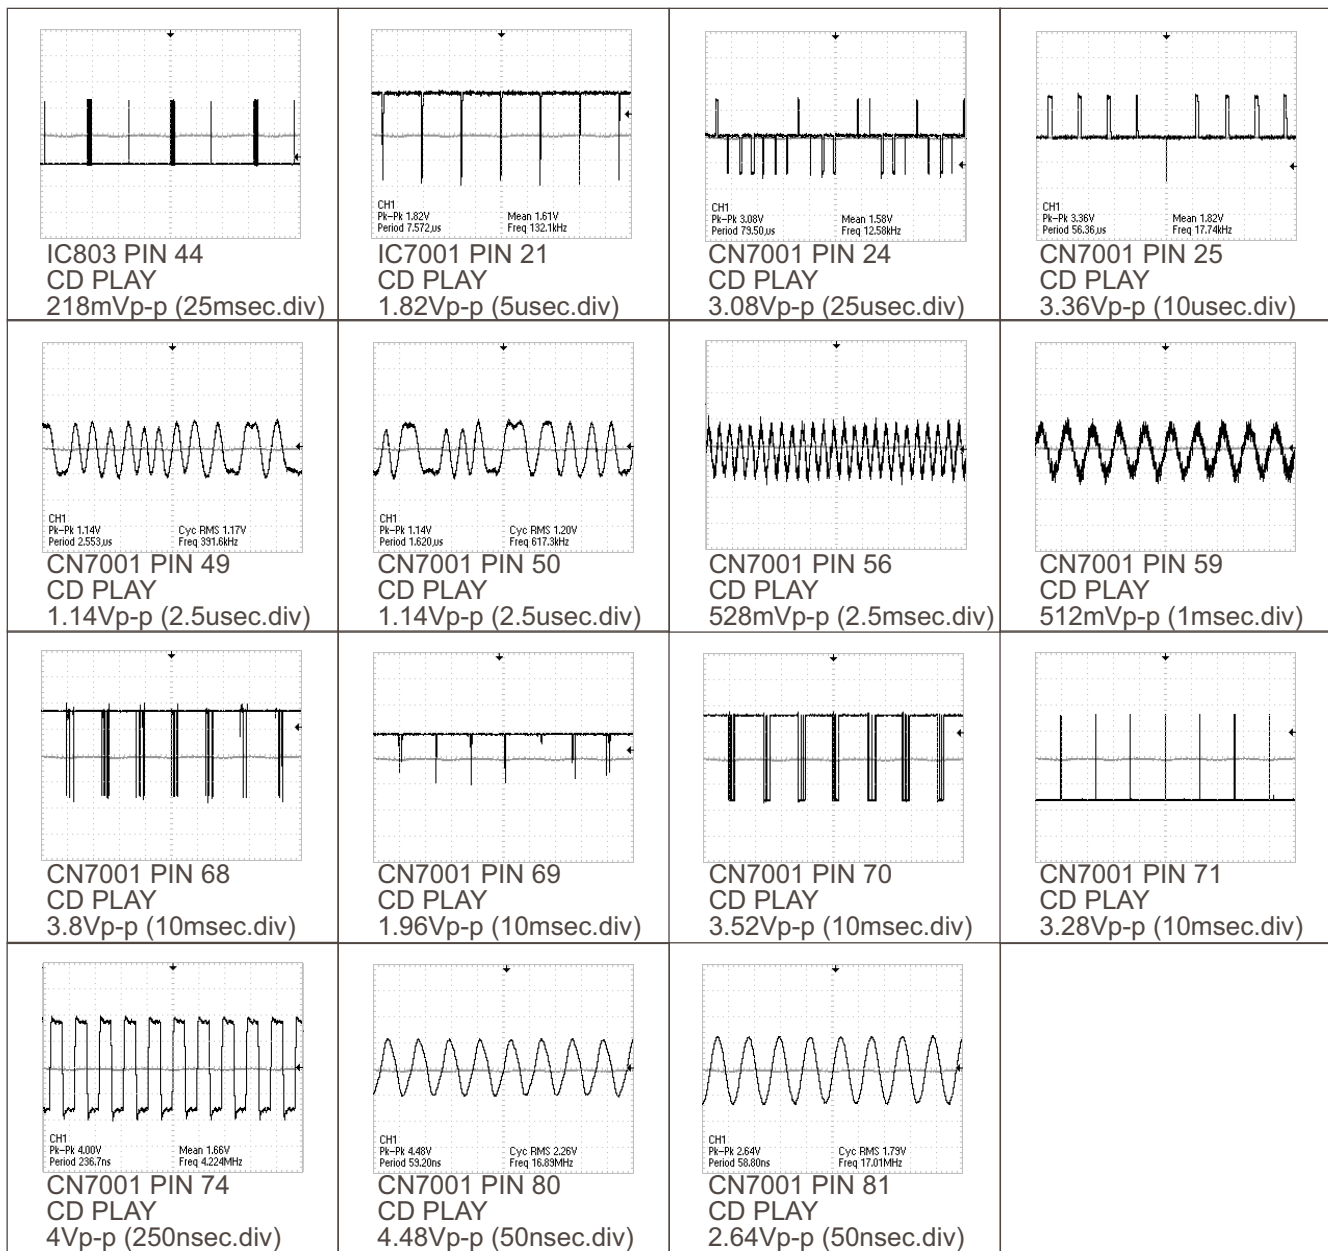 IC803 PIN 44
CD PLAY
218mVp-p (25msec.div)
CH1
Pk-Pk 1.82V Mean 1.61V
Period 7.572µs Freq 132.1kHz
IC7001 PIN 21
CD PLAY
1.82Vp-p (5usec.div)
CH1
Pk-Pk 3.08V Mean 1.58V
Period 79.50µs Freq 12.58kHz
CN7001 PIN 24
CD PLAY
3.08Vp-p (25usec.div)
CH1
Pk-Pk 3.36V Mean 1.82V
Period 56.36µs Freq 17.74kHz
CN7001 PIN 25
CD PLAY
3.36Vp-p (10usec.div)
CH1
Pk-Pk 1.14V Cyc RMS 1.17V
Period 2.553µs Freq 391.6kHz
CN7001 PIN 49
CD PLAY
1.14Vp-p (2.5usec.div)
CH1
Pk-Pk 1.14V Cyc RMS 1.20V
Period 1.620µs Freq 617.3kHz
CN7001 PIN 50
CD PLAY
1.14Vp-p (2.5usec.div)
CN7001 PIN 56
CD PLAY
528mVp-p (2.5msec.div)
CN7001 PIN 59
CD PLAY
512mVp-p (1msec.div)
CN7001 PIN 68
CD PLAY
3.8Vp-p (10msec.div)
CN7001 PIN 69
CD PLAY
1.96Vp-p (10msec.div)
CN7001 PIN 70
CD PLAY
3.52Vp-p (10msec.div)
CN7001 PIN 71
CD PLAY
3.28Vp-p (10msec.div)
CH1
Pk-Pk 4.00V Mean 1.66V
Period 236.7ns Freq 4.224MHz
CN7001 PIN 74
CD PLAY
4Vp-p (250nsec.div)
CH1
Pk-Pk 4.48V Cyc RMS 2.26V
Period 59.20ns Freq 16.89MHz
CN7001 PIN 80
CD PLAY
4.48Vp-p (50nsec.div)
CH1
Pk-Pk 2.64V Cyc RMS 1.79V
Period 58.80ns Freq 17.01MHz
CN7001 PIN 81
CD PLAY
2.64Vp-p (50nsec.div)